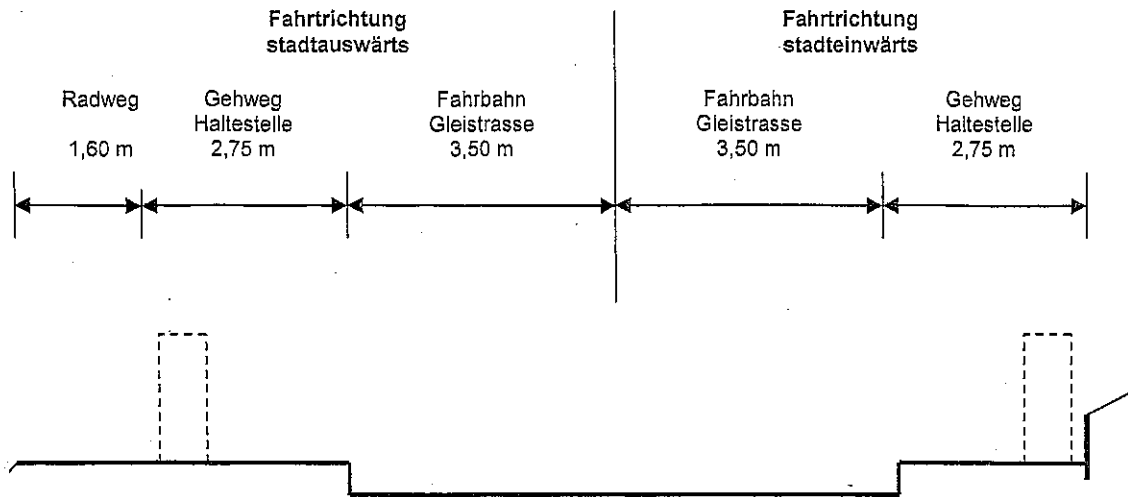 Fahrtrichtung
stadtauswärts
Fahrtrichtung
stadteinwärts
Radweg
1,60 m
Gehweg
Haltestelle
2,75 m
Fahrbahn
Gleistrasse
3,50 m
Fahrbahn
Gleistrasse
3,50 m
Gehweg
Haltestelle
2,75 m